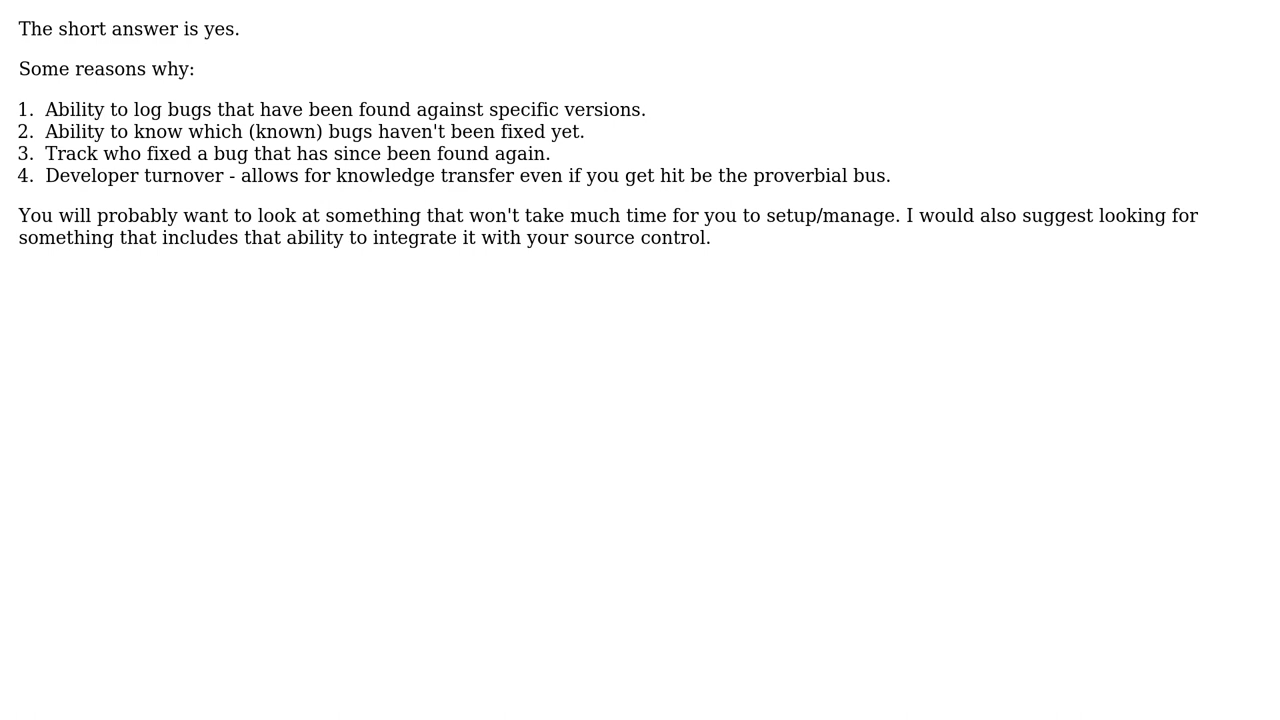 The short answer is yes.
Some reasons why:
1. Ability to log bugs that have been found against specific versions.
2. Ability to know which (known) bugs haven't been fixed yet.
3. Track who fixed a bug that has since been found again.
4. Developer turnover - allows for knowledge transfer even if you get hit be the proverbial bus.
You will probably want to look at something that won't take much time for you to setup/manage. I would also suggest looking for
something that includes that ability to integrate it with your source control.